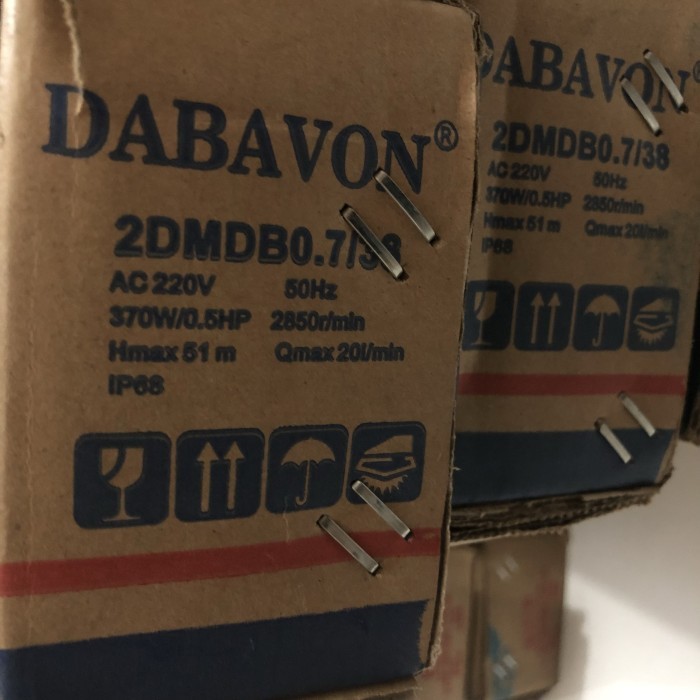 DABAVON®
2DMDB0.7/38
AC 220V 50Hz
370W/0.5HP 2850r/min
Hmax 51 m Qmax 20l/min
IP68
DABAVON®
2DMDB0.7/38
AC 220V 50Hz
370W/0.5HP 2850r/min
Hmax 51 m Qmax 20l/min
IP68